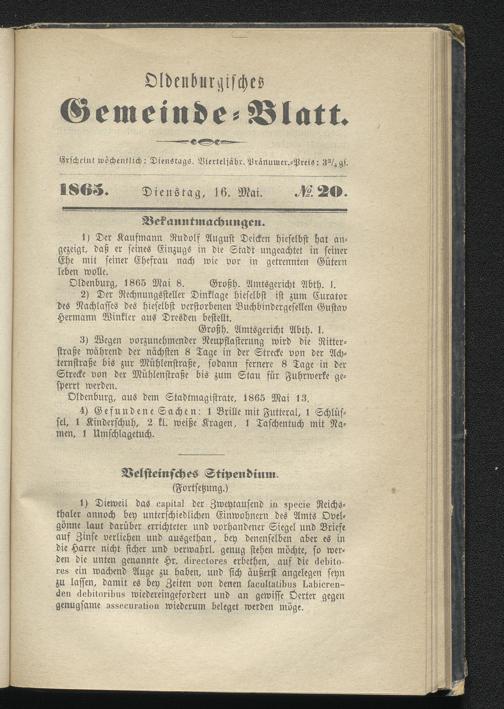 Oldenburgisches
Gemeinde-Blatt.
Erscheint wöchentlich: Dienstags. Vierteljähr. Pränumer.-Preis: 3¾ gf.
1865. Dienstag, 16. Mai. № 20.
Bekanntmachungen.
1) Der Kaufmann Rudolf August Deicken hieselbst hat an-
gezeigt, daß er seines Einzugs in die Stadt ungeachtet in seiner
Ehe mit seiner Ehefrau nach wie vor in getrennten Gütern
leben wolle.
Oldenburg, 1865 Mai 8. Großh. Amtsgericht Abth. I.
2) Der Rechnungssteller Dinklage hieselbst ist zum Curator
des Nachlasses des hieselbst verstorbenen Buchbindergesellen Gustav
Hermann Winkler aus Dresden bestellt.
Großh. Amtsgericht Abth. I.
3) Wegen vorzunehmender Neupflasterung wird die Ritter-
straße während der nächsten 8 Tage in der Strecke von der Ach-
ternstraße bis zur Mühlenstraße, sodann fernere 8 Tage in der
Strecke von der Mühlenstraße bis zum Stau für Fuhrwerke ge-
sperrt werden.
Oldenburg, aus dem Stadtmagistrate, 1865 Mai 13.
4) Gefundene Sachen: 1 Brille mit Futteral, 1 Schlüs-
sel, 1 Kinderschuh, 2 kl. weiße Kragen, 1 Taschentuch mit Na-
men, 1 Umschlagetuch.
Velsteinsches Stipendium.
(Fortsetzung.)
1) Dieweil das capital der Zweytausend in specie Reichs-
thaler annoch bey unterschiedlichen Einwohnern des Amts Ovel-
gönne laut darüber errichteter und vorhandener Siegel und Briefe
auf Zinse verliehen und ausgethan, bey denenselben aber es in
die Harre nicht sicher und verwahrl. genug stehen möchte, so wer-
den die unten genannte Hr. directores erbethen, auf die debito-
res ein wachend Auge zu haben, und sich äußerst angelegen seyn
zu lassen, damit es bey Zeiten von denen facultatibus Labicren-
den debitoribus wiedereingefordert und an gewisse Oerter gegen
genugsame assecuration wiederum beleget werden möge.